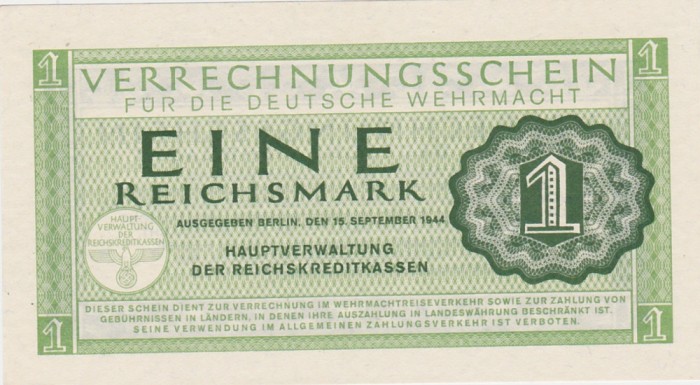 1 1
VERRECHNUNGSSCHEIN
FÜR DIE DEUTSCHE WEHRMACHT
EINE
REICHSMARK
1
AUSGEGEBEN BERLIN, DEN 15. SEPTEMBER 1944
HAUPTVERWALTUNG
DER REICHSKREDITKASSEN
HAUPT-
VERWALTUNG
DER
REICHSKREDITKASSEN
DIESER SCHEIN DIENT ZUR VERRECHNUNG IM WEHRMACHTREISEVERKEHR SOWIE ZUR ZAHLUNG VON
GEBÜHRNISSEN IN LÄNDERN, IN DENEN IHRE AUSZAHLUNG IN LANDESWÄHRUNG BESCHRÄNKT IST.
SEINE VERWENDUNG IM ALLGEMEINEN ZAHLUNGSVERKEHR IST VERBOTEN.
1 1